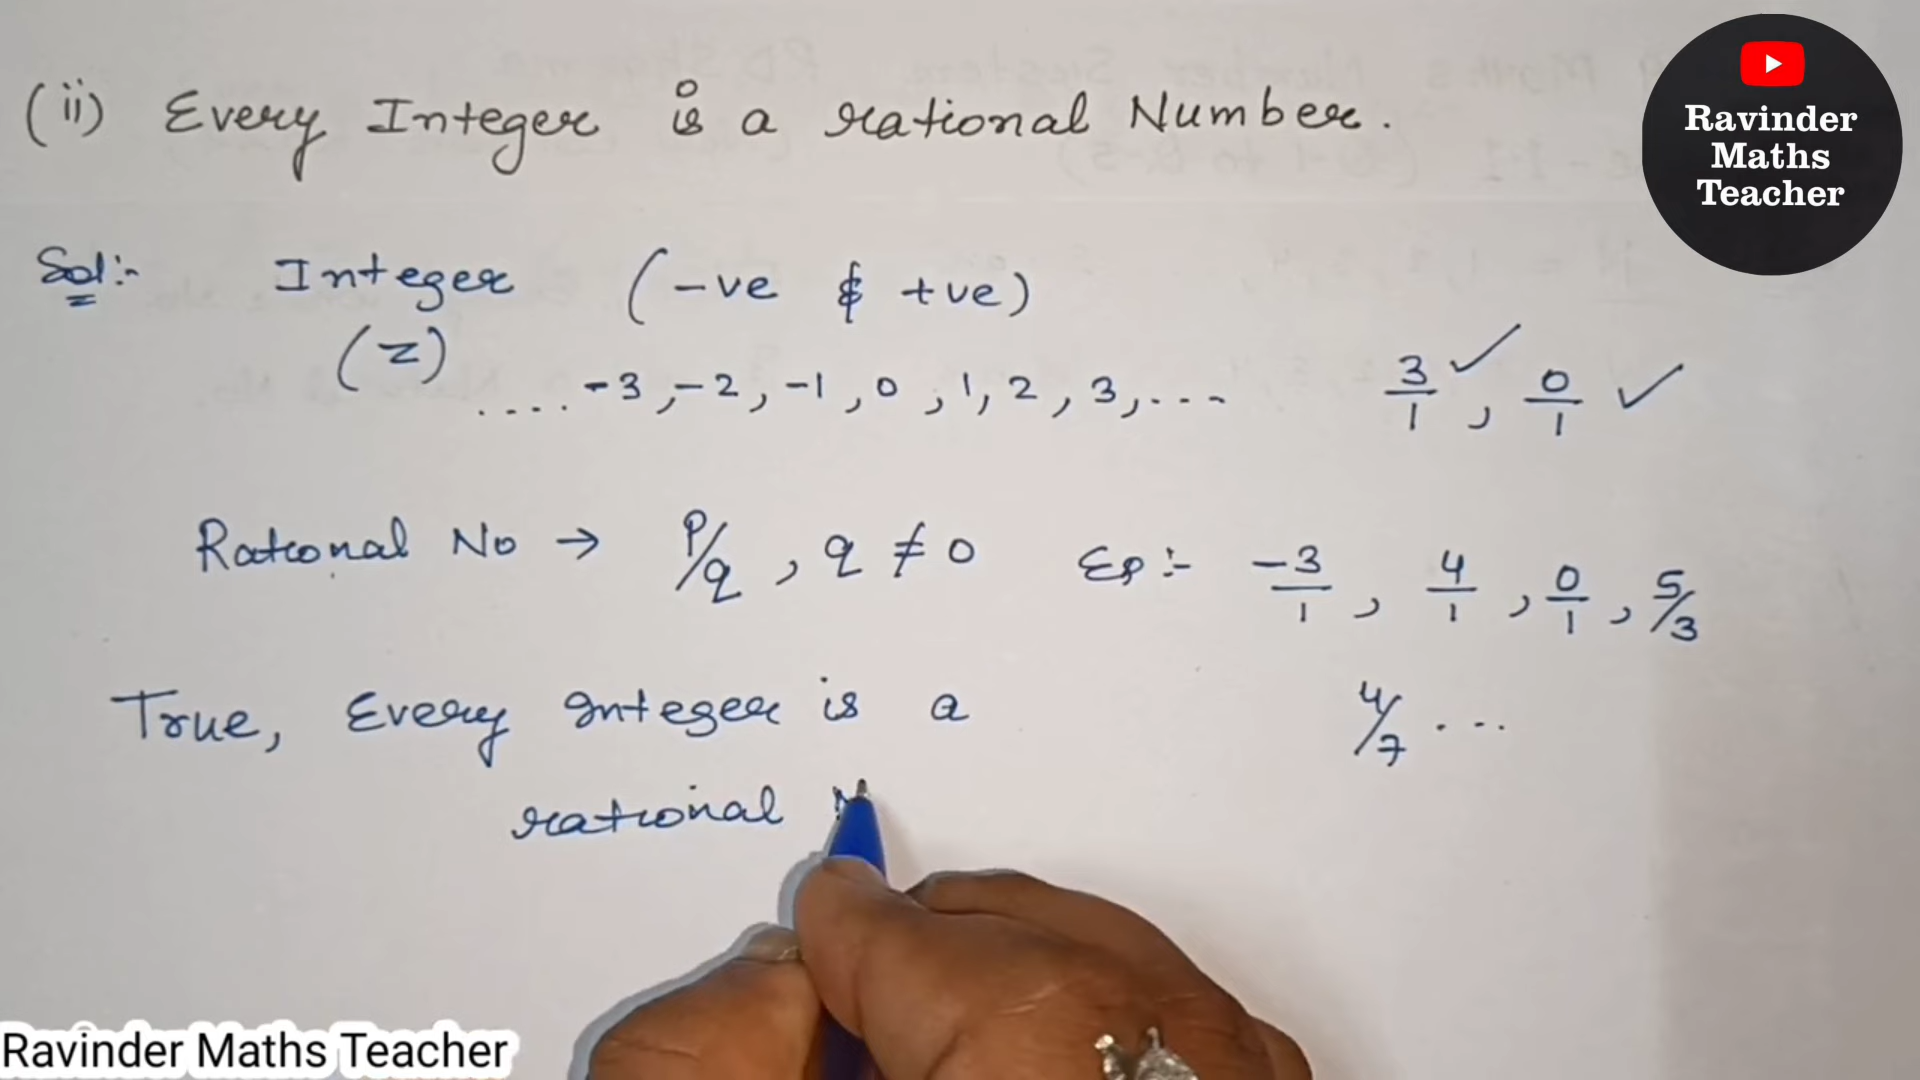 (ii) Every Integer is a rational Number.
Ravinder
Maths
Teacher
Sol:- Integer (-ve & +ve)
(Z)
.... -3, -2, -1, 0, 1, 2, 3, ... 3/1 ✓, 0/1 ✓
Rational No → p/q, q ≠ 0 Ex:- -3/1, 4/1, 0/1, 5/3
4/7 ...
True, Every Integer is a
rational N
Ravinder Maths Teacher